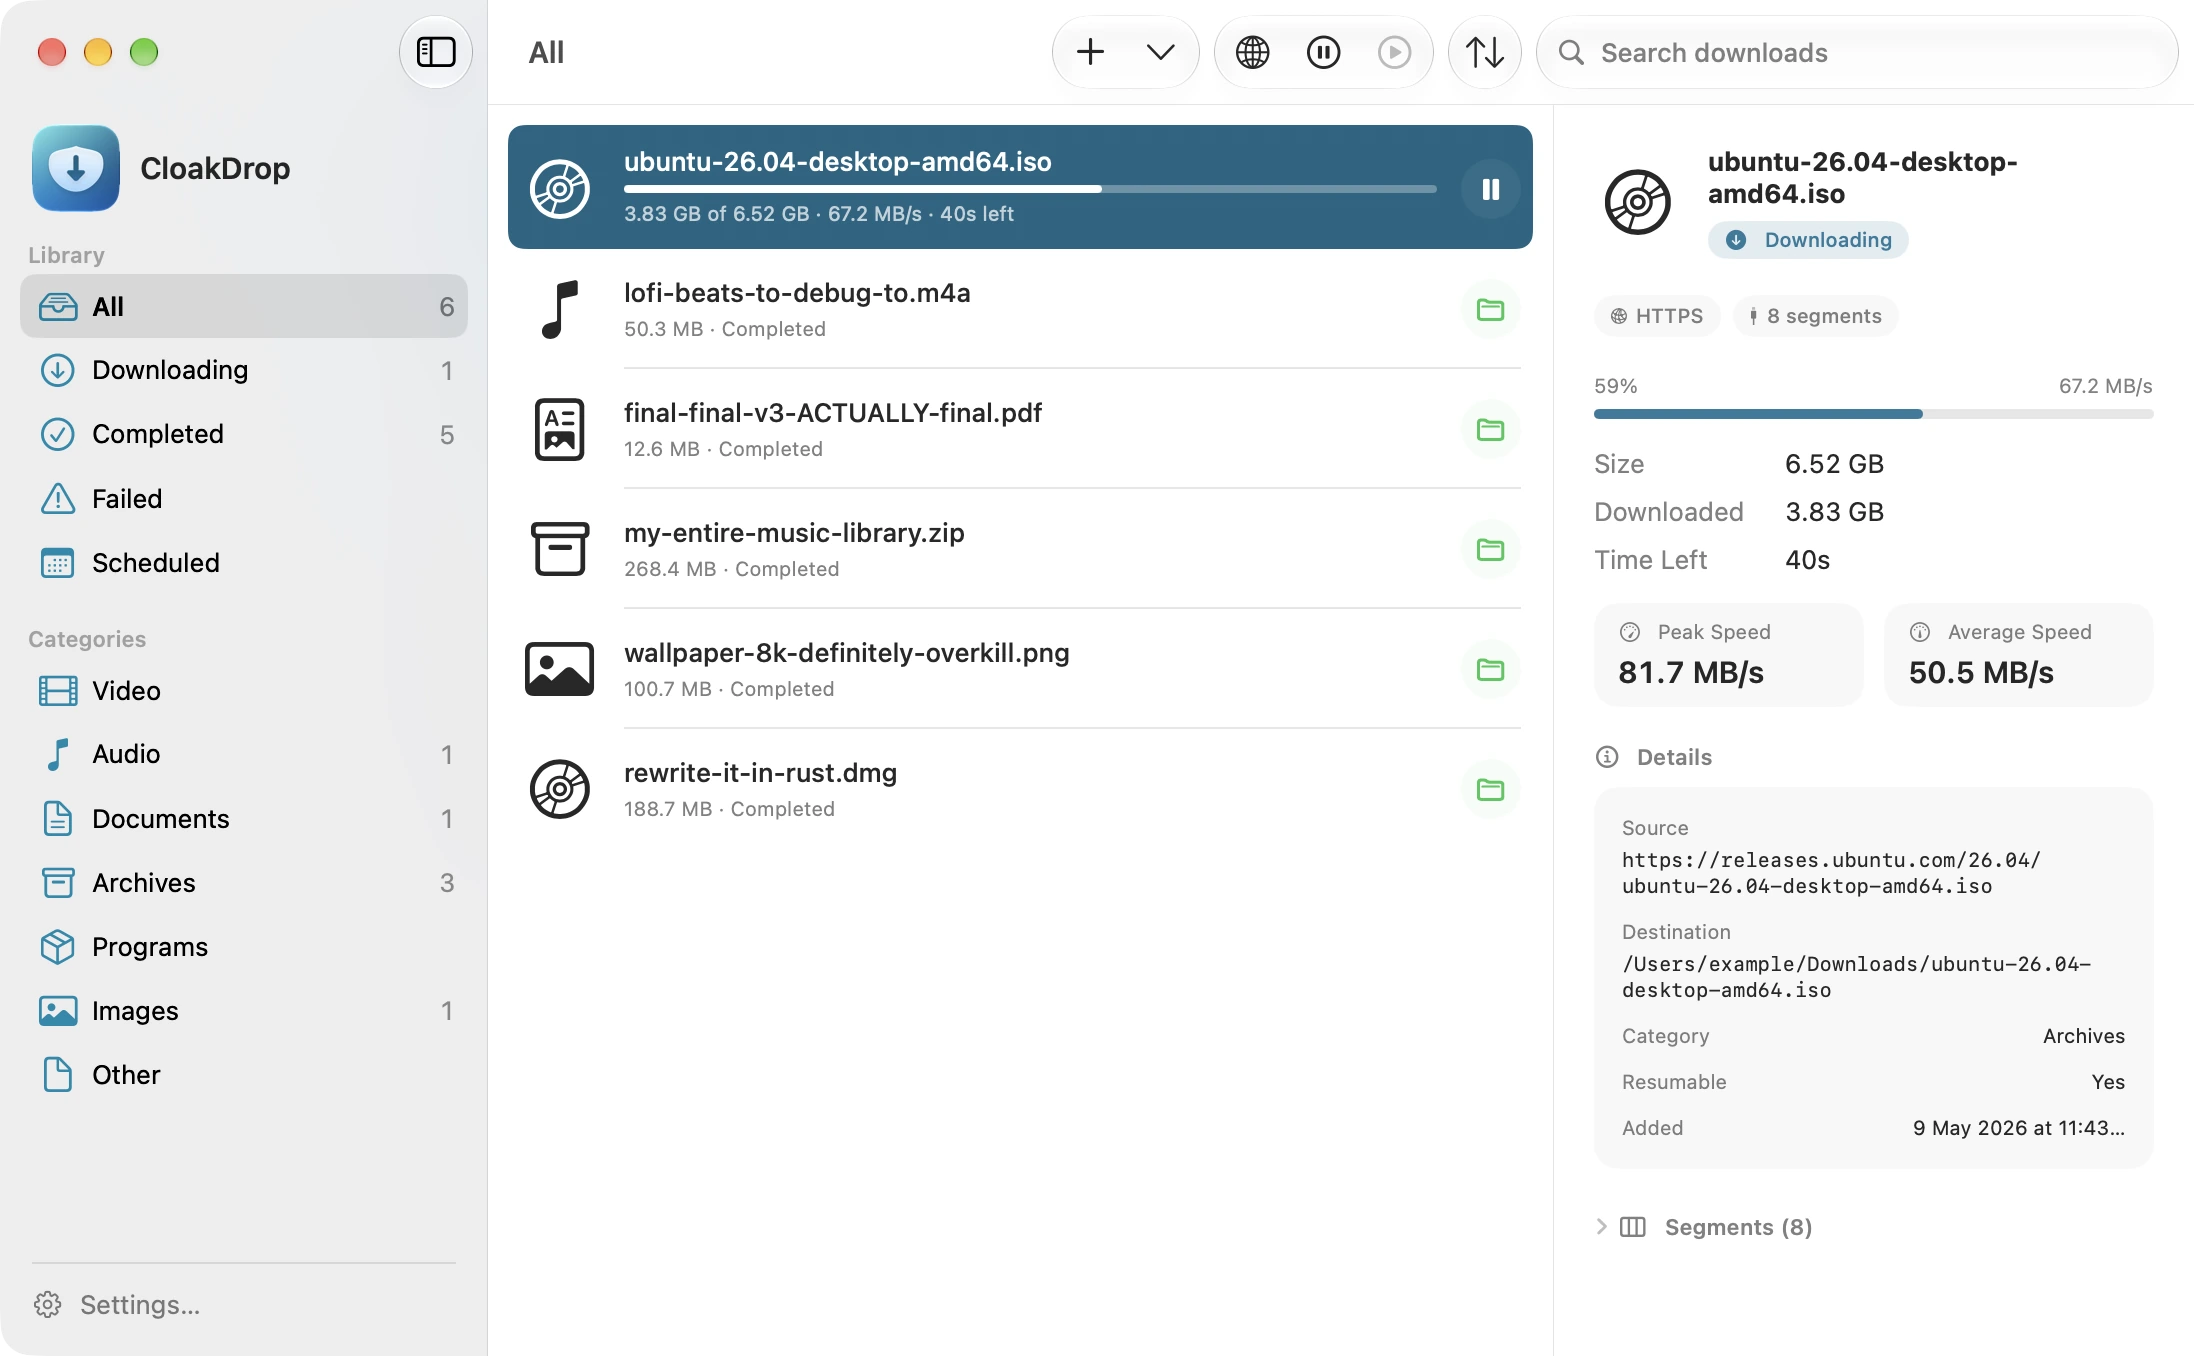 All
Search downloads
CloakDrop
Library
All 6
Downloading 1
Completed 5
Failed
Scheduled
Categories
Video
Audio 1
Documents 1
Archives 3
Programs
Images 1
Other
Settings...
ubuntu-26.04-desktop-amd64.iso
3.83 GB of 6.52 GB · 67.2 MB/s · 40s left
lofi-beats-to-debug-to.m4a
50.3 MB · Completed
final-final-v3-ACTUALLY-final.pdf
12.6 MB · Completed
my-entire-music-library.zip
268.4 MB · Completed
wallpaper-8k-definitely-overkill.png
100.7 MB · Completed
rewrite-it-in-rust.dmg
188.7 MB · Completed
ubuntu-26.04-desktop-
amd64.iso
Downloading
HTTPS 8 segments
59% 67.2 MB/s
Size 6.52 GB
Downloaded 3.83 GB
Time Left 40s
Peak Speed Average Speed
81.7 MB/s 50.5 MB/s
Details
Source
https://releases.ubuntu.com/26.04/
ubuntu-26.04-desktop-amd64.iso
Destination
/Users/example/Downloads/ubuntu-26.04-
desktop-amd64.iso
Category Archives
Resumable Yes
Added 9 May 2026 at 11:43...
Segments (8)